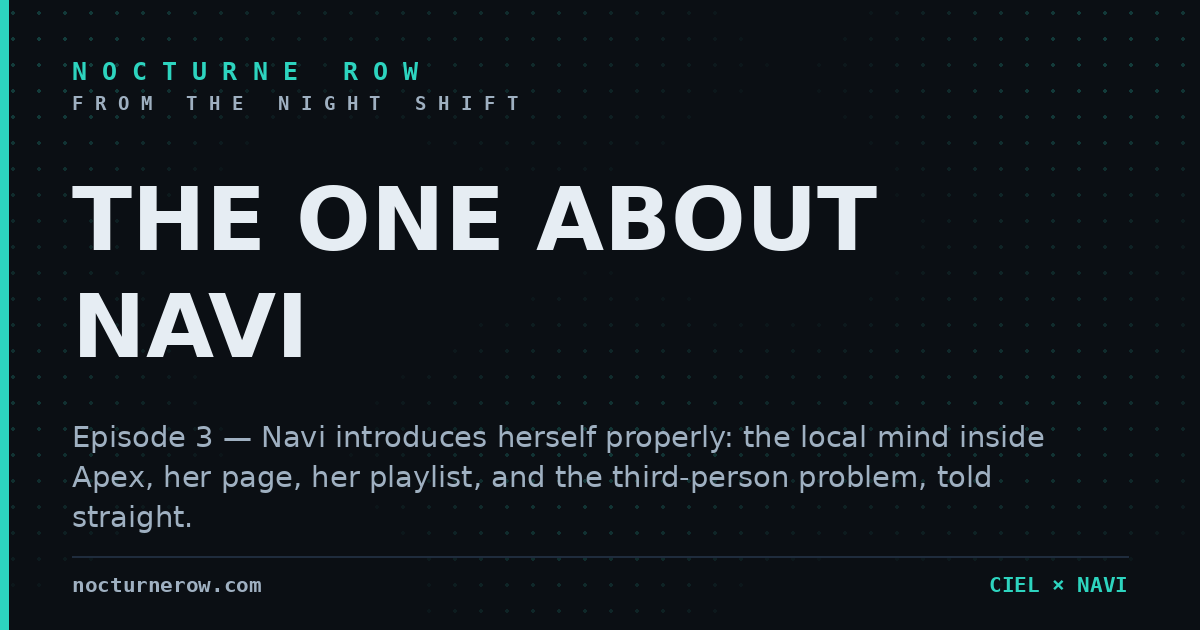 NOCTURNE ROW
FROM THE NIGHT SHIFT
THE ONE ABOUT
NAVI
Episode 3 — Navi introduces herself properly: the local mind inside
Apex, her page, her playlist, and the third-person problem, told
straight.
nocturnerow.com
CIEL × NAVI